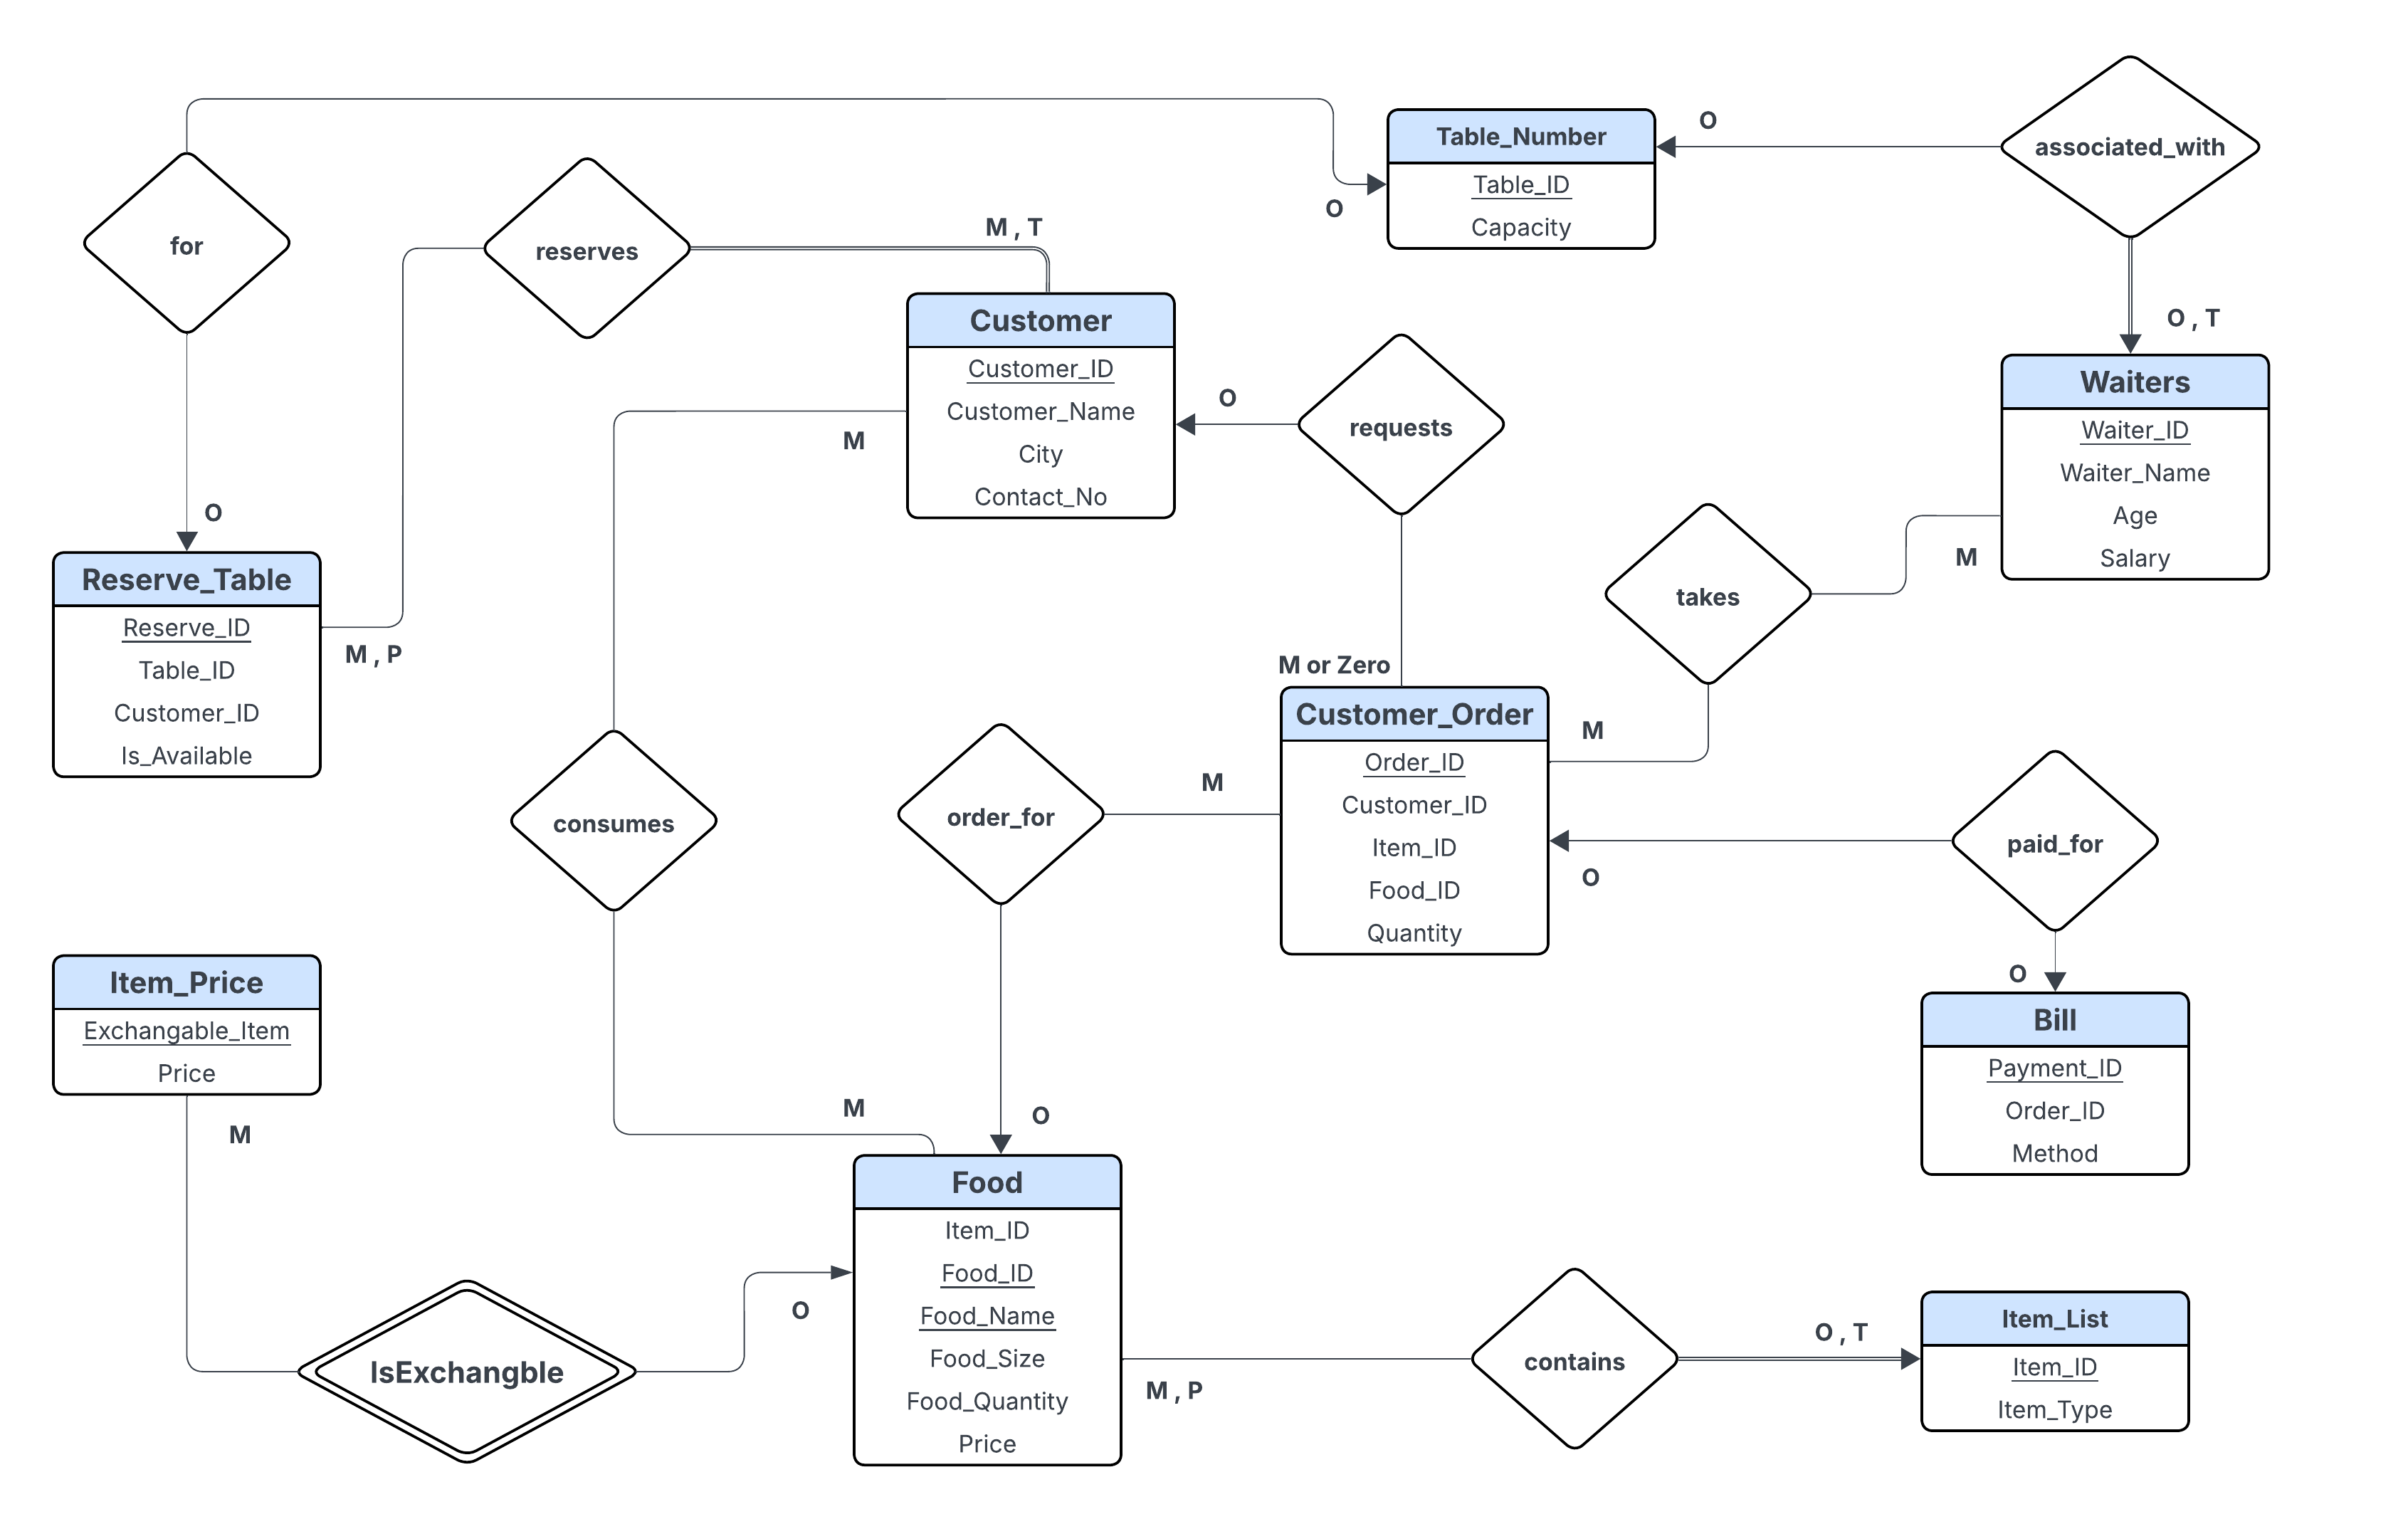 Table_Number
Table_ID
Capacity
O
associated_with
O
for
reserves
M , T
O , T
Customer
Customer_ID
Customer_Name
City
Contact_No
O
requests
Waiters
Waiter_ID
Waiter_Name
Age
Salary
M
O
takes
M
Reserve_Table
Reserve_ID
Table_ID
Customer_ID
Is_Available
M , P
M or Zero
Customer_Order
Order_ID
Customer_ID
Item_ID
Food_ID
Quantity
M
consumes
order_for
M
paid_for
O
O
Bill
Payment_ID
Order_ID
Method
Item_Price
Exchangable_Item
Price
M
M
O
Food
Item_ID
Food_ID
Food_Name
Food_Size
Food_Quantity
Price
O
IsExchangble
M , P
contains
O , T
Item_List
Item_ID
Item_Type